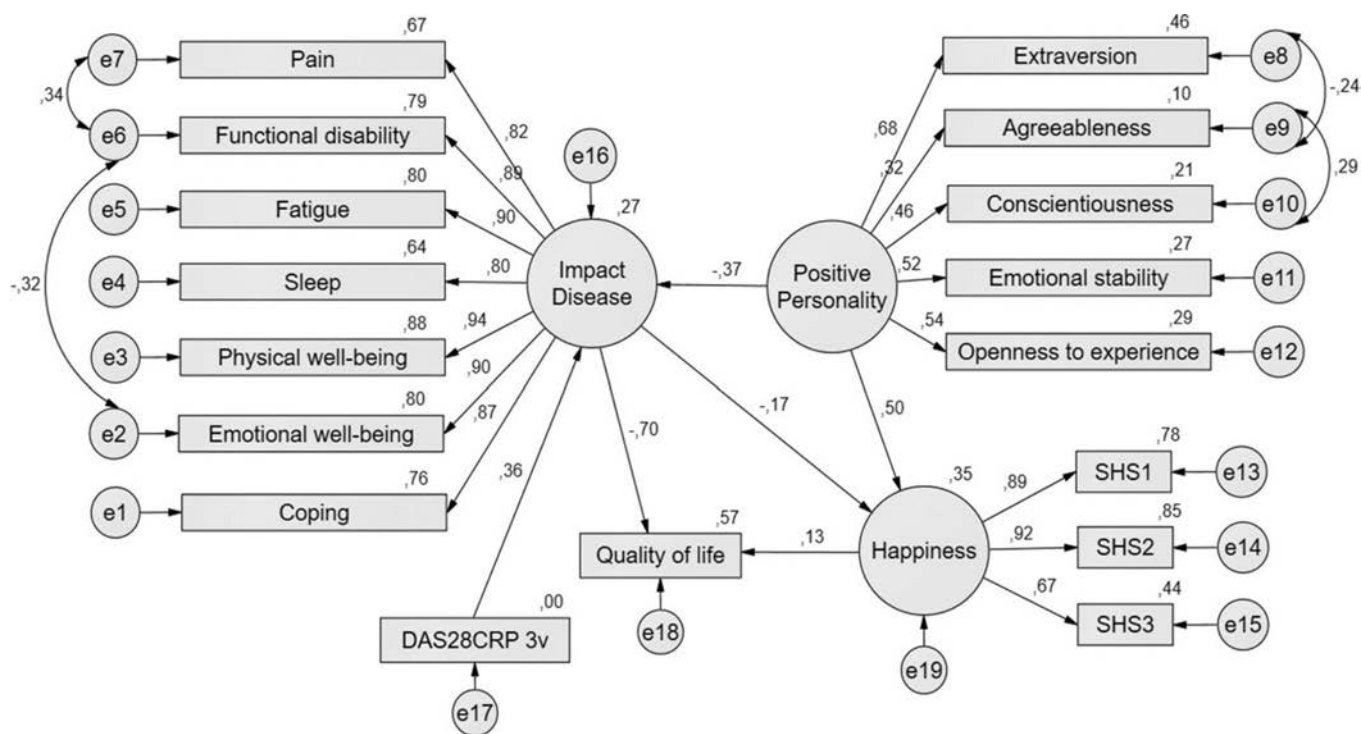 ,67
e7
Pain
,34
,79
e6
Functional disability
,82
,89
e16
,80
e5
Fatigue
,90
,27
,64
e4
Sleep
,80
Impact
Disease
-,32
,88
e3
Physical well-being
,94
,80
e2
Emotional well-being
,90
,76
e1
Coping
,87
,36
-,70
-,37
-,17
,46
Extraversion
e8
-,24
,10
Agreeableness
e9
,68
,32
,29
,21
Conscientiousness
e10
,46
Positive
Personality
,27
Emotional stability
e11
,52
,29
Openness to experience
e12
,54
,50
,78
SHS1
e13
,35
,89
,57
Quality of life
,13
Happiness
,92
,85
SHS2
e14
,67
,44
SHS3
e15
,00
DAS28CRP 3v
e18
e19
e17